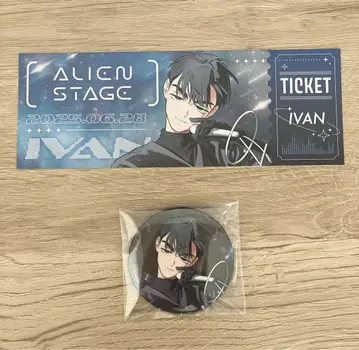 ALIEN
STAGE
2025.06.28
IVAN
TICKET
IVAN